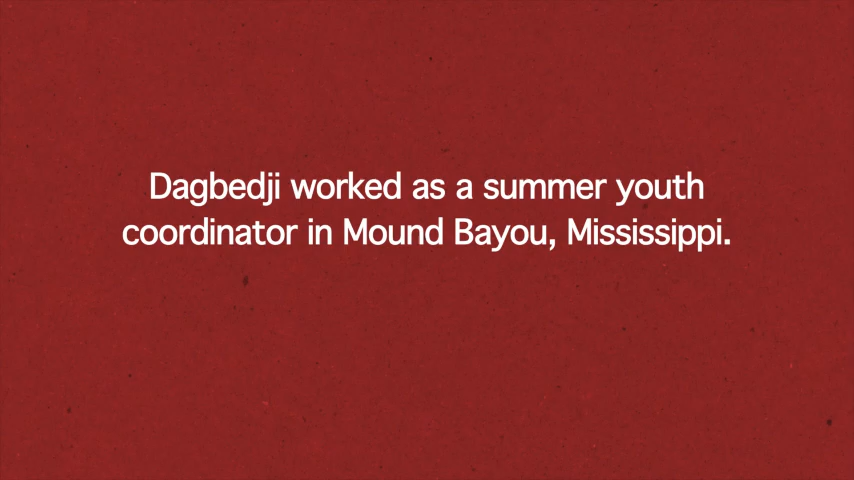 Dagbedji worked as a summer youth
coordinator in Mound Bayou, Mississippi.